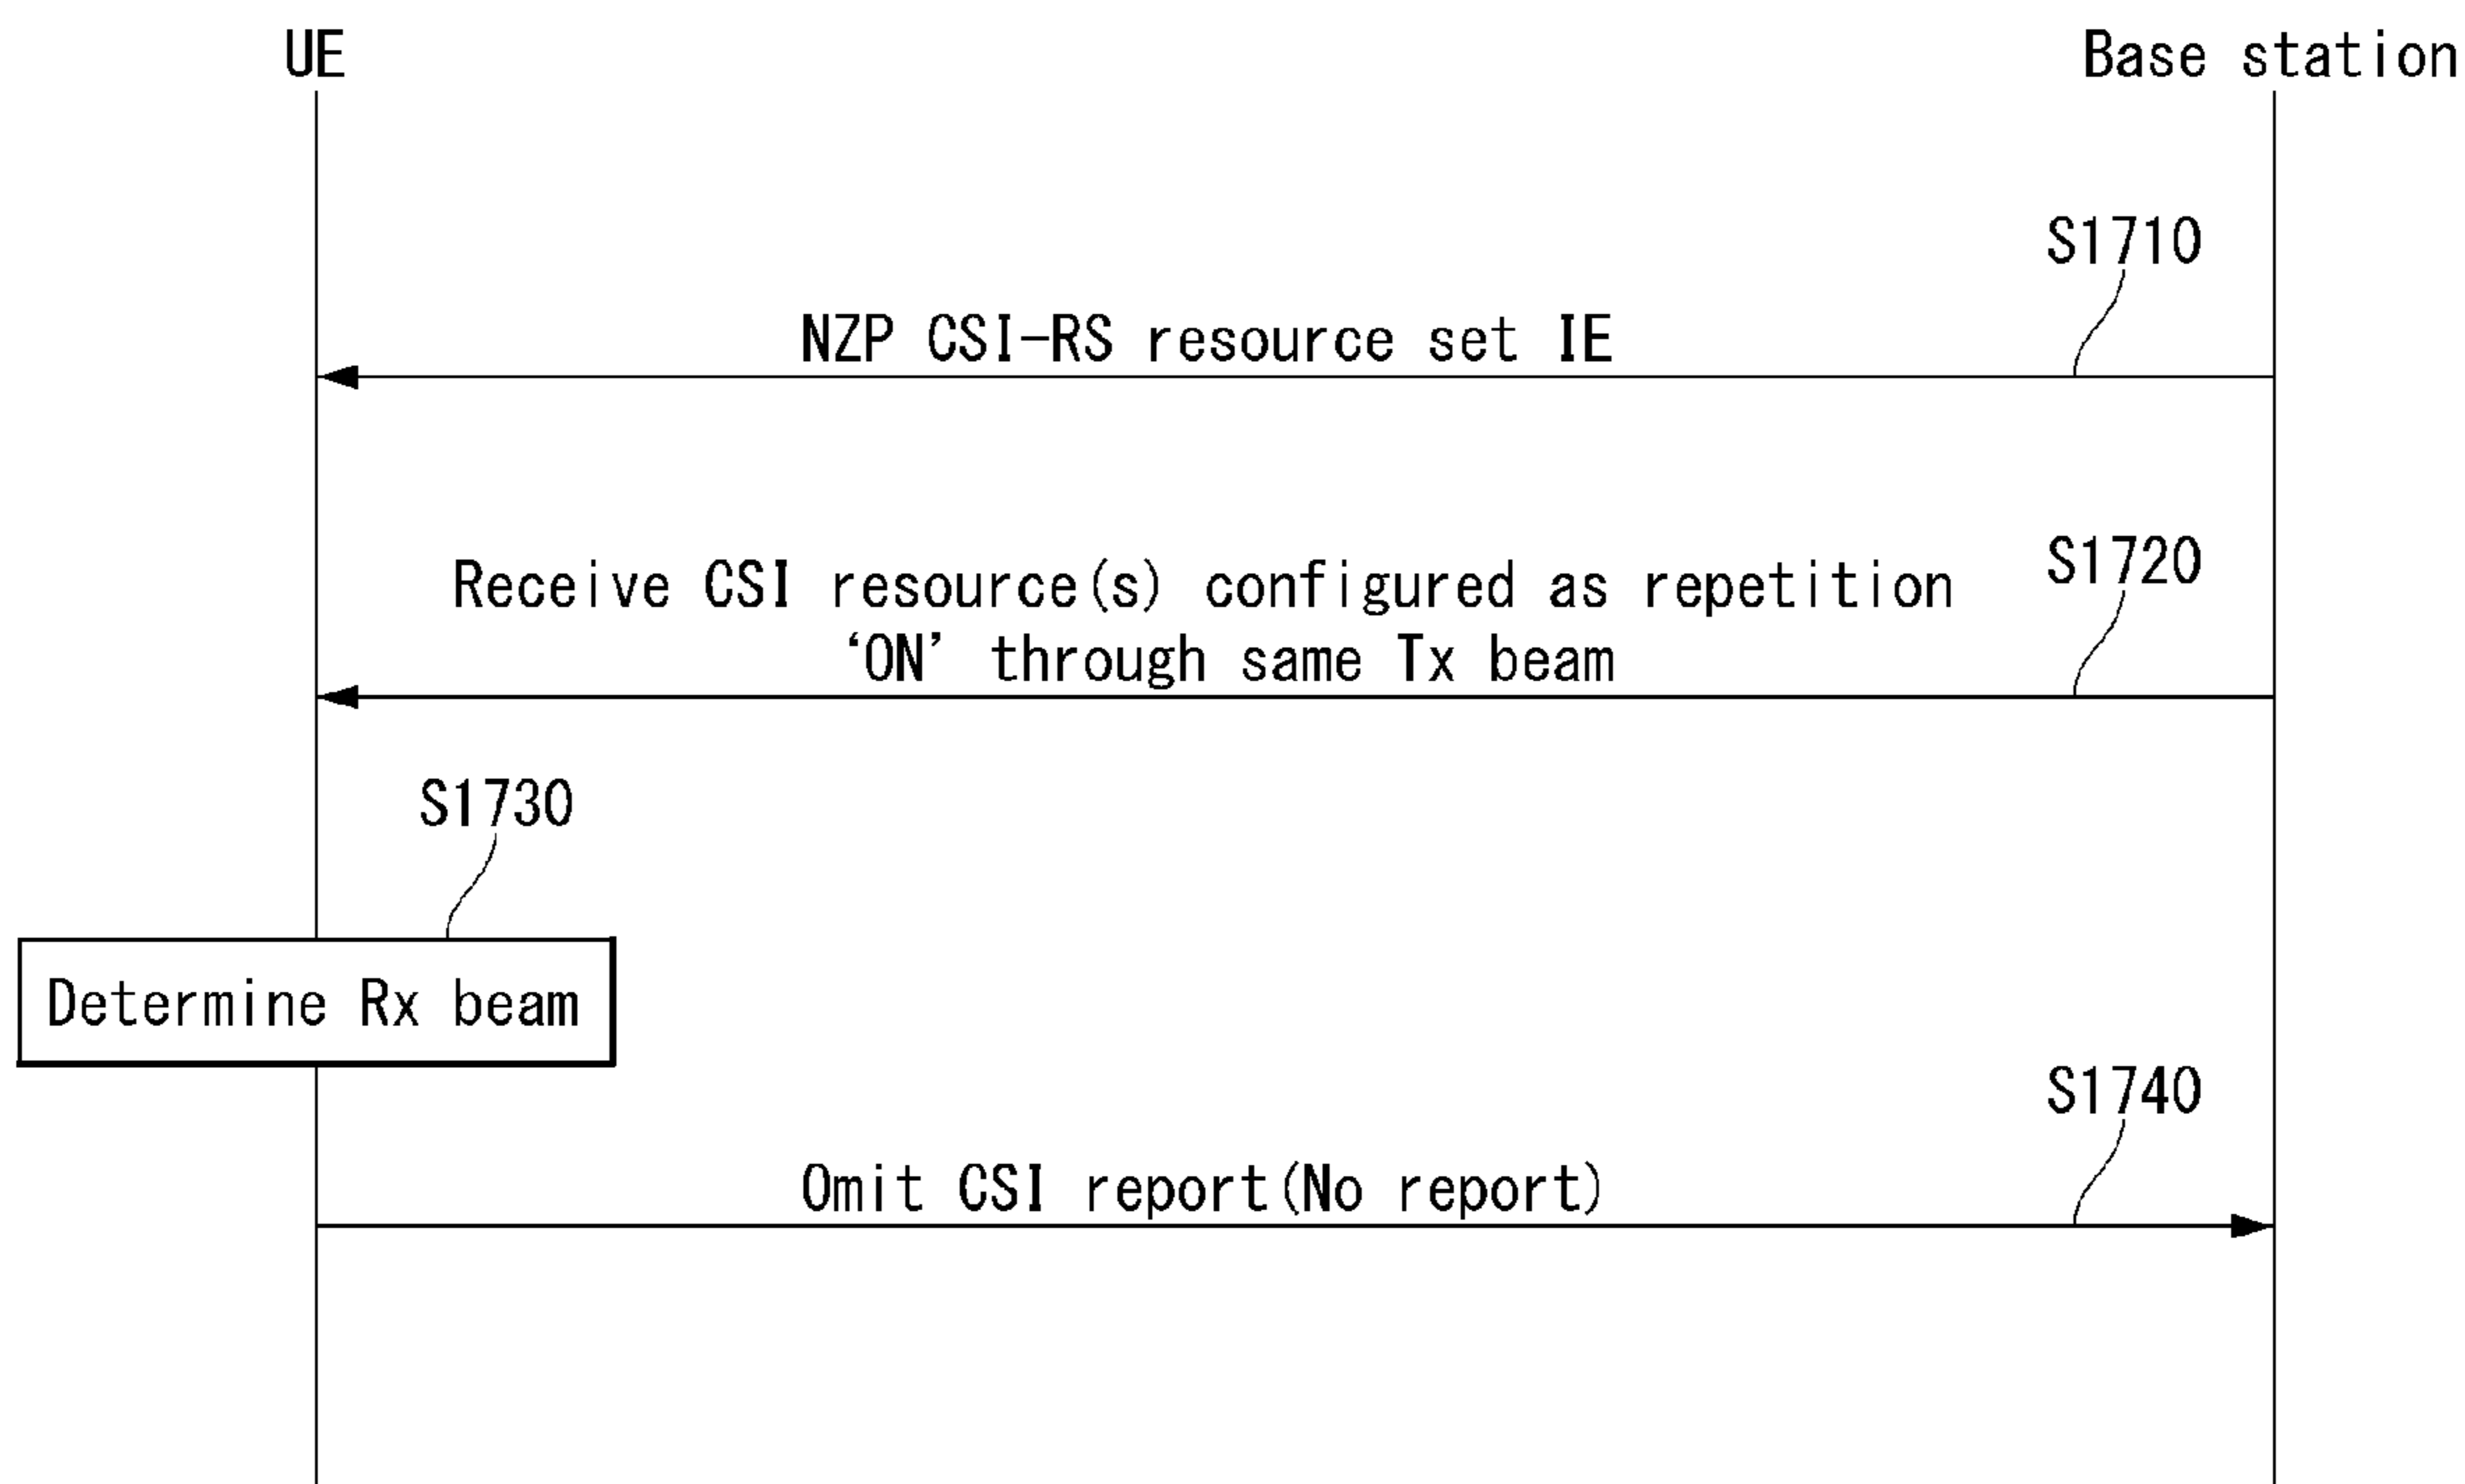 UE
Base station
S1710
NZP CSI-RS resource set IE
S1720
Receive CSI resource(s) configured as repetition
‘ON’ through same Tx beam
S1730
Determine Rx beam
S1740
Omit CSI report(No report)